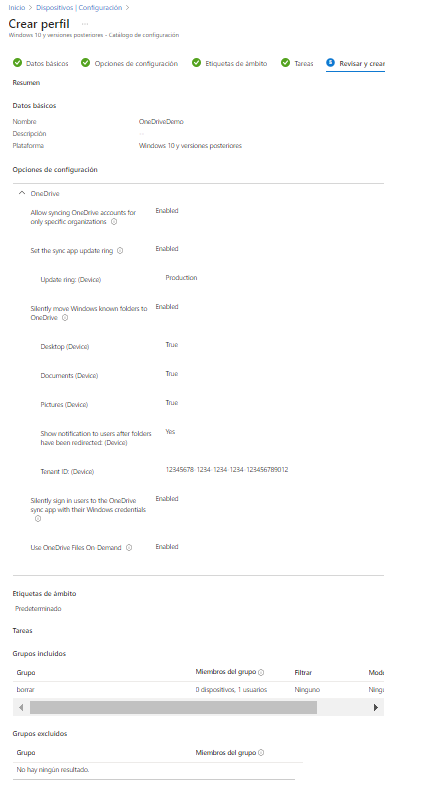 Inicio > Dispositivos | Configuración >
Crear perfil ...
Windows 10 y versiones posteriores - Catálogo de configuración
Datos básicos Opciones de configuración Etiquetas de ámbito Tareas 5 Revisar y crear
Resumen
Datos básicos
Nombre OneDriveDemo
Descripción --
Plataforma Windows 10 y versiones posteriores
Opciones de configuración
OneDrive
Allow syncing OneDrive accounts for Enabled
only specific organizations
Set the sync app update ring Enabled
Update ring: (Device) Production
Silently move Windows known folders to Enabled
OneDrive
Desktop (Device) True
Documents (Device) True
Pictures (Device) True
Show notification to users after folders Yes
have been redirected: (Device)
Tenant ID: (Device) 12345678-1234-1234-1234-123456789012
Silently sign in users to the OneDrive Enabled
sync app with their Windows credentials
Use OneDrive Files On-Demand Enabled
Etiquetas de ámbito
Predeterminado
Tareas
Grupos incluidos
Grupo Miembros del grupo Filtrar Modo
borrar 0 dispositivos, 1 usuarios Ninguno Ningu
Grupos excluidos
Grupo Miembros del grupo
No hay ningún resultado.